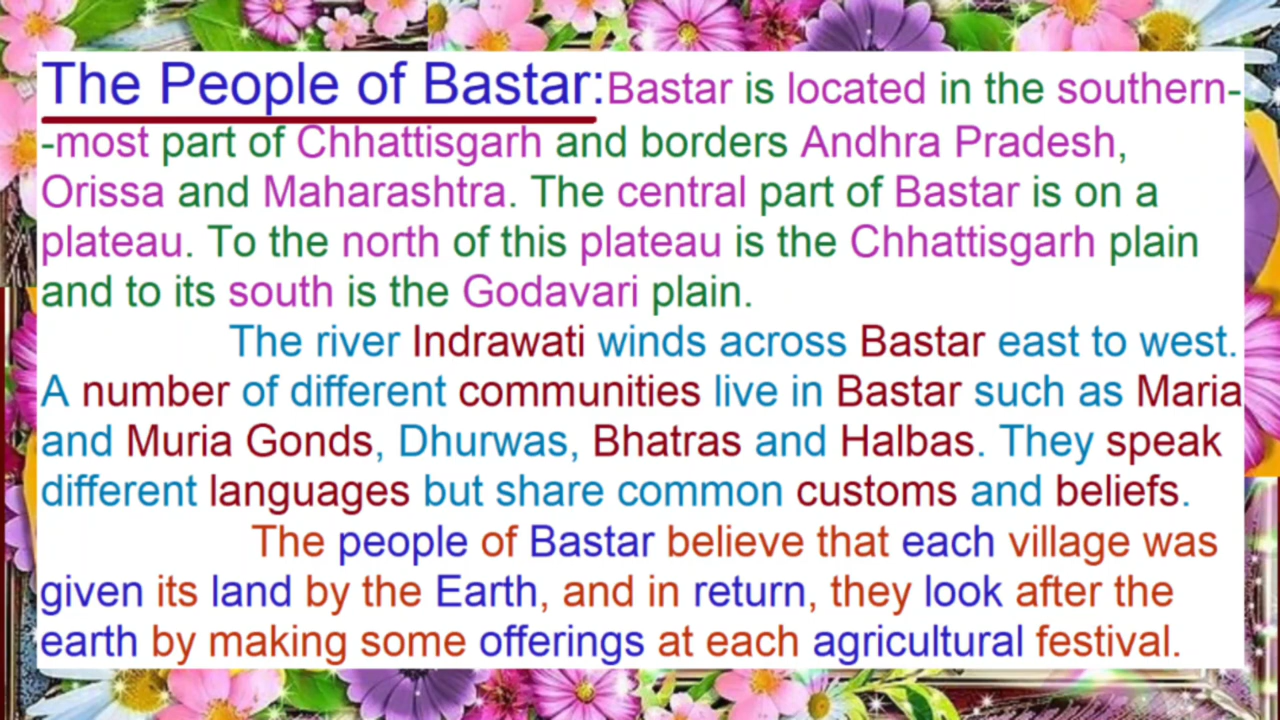 The People of Bastar:Bastar is located in the southern-
-most part of Chhattisgarh and borders Andhra Pradesh,
Orissa and Maharashtra. The central part of Bastar is on a
plateau. To the north of this plateau is the Chhattisgarh plain
and to its south is the Godavari plain.
The river Indrawati winds across Bastar east to west.
A number of different communities live in Bastar such as Maria
and Muria Gonds, Dhurwas, Bhatras and Halbas. They speak
different languages but share common customs and beliefs.
The people of Bastar believe that each village was
given its land by the Earth, and in return, they look after the
earth by making some offerings at each agricultural festival.